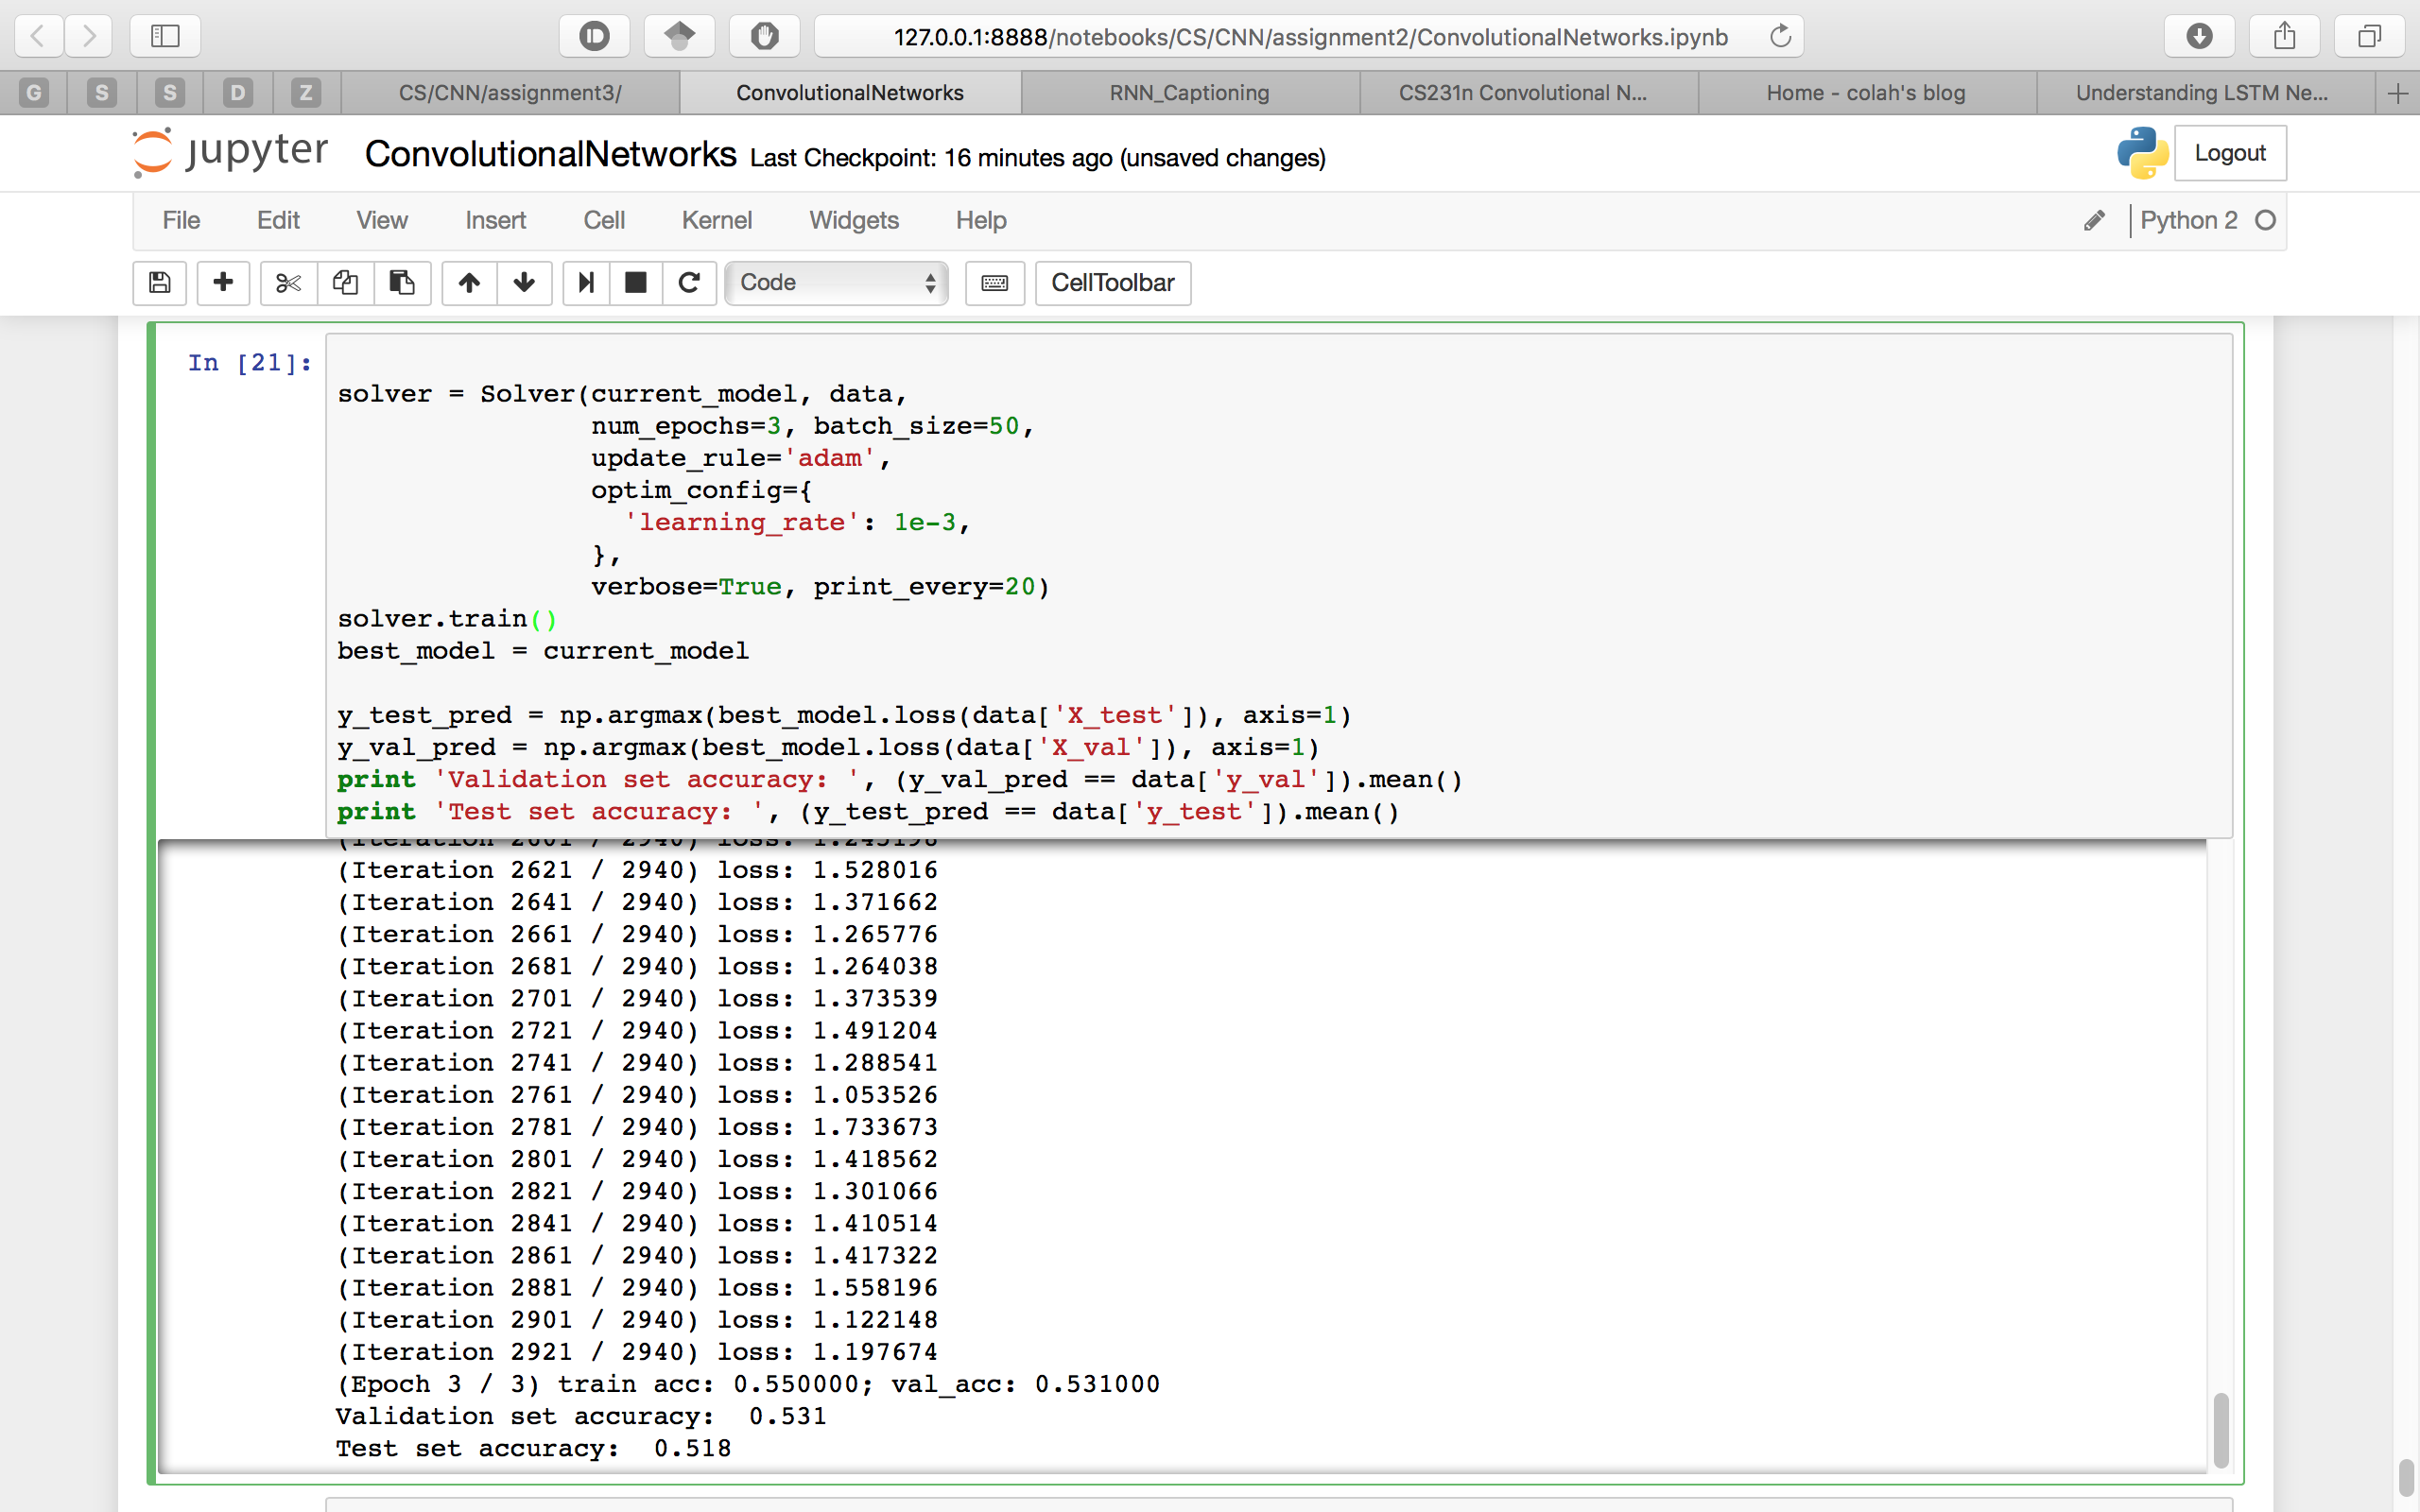 127.0.0.1:8888/notebooks/CS/CNN/assignment2/ConvolutionalNetworks.ipynb
G S S D Z CS/CNN/assignment3/ ConvolutionalNetworks RNN_Captioning CS231n Convolutional N... Home - colah's blog Understanding LSTM Ne...
jupyter ConvolutionalNetworks Last Checkpoint: 16 minutes ago (unsaved changes) Logout
File Edit View Insert Cell Kernel Widgets Help Python 2
Code CellToolbar
In [21]:
solver = Solver(current_model, data,
                num_epochs=3, batch_size=50,
                update_rule='adam',
                optim_config={
                  'learning_rate': 1e-3,
                },
                verbose=True, print_every=20)
solver.train()
best_model = current_model
y_test_pred = np.argmax(best_model.loss(data['X_test']), axis=1)
y_val_pred = np.argmax(best_model.loss(data['X_val']), axis=1)
print 'Validation set accuracy: ', (y_val_pred == data['y_val']).mean()
print 'Test set accuracy: ', (y_test_pred == data['y_test']).mean()
(Iteration 2601 / 2940) loss: 1.245198
(Iteration 2621 / 2940) loss: 1.528016
(Iteration 2641 / 2940) loss: 1.371662
(Iteration 2661 / 2940) loss: 1.265776
(Iteration 2681 / 2940) loss: 1.264038
(Iteration 2701 / 2940) loss: 1.373539
(Iteration 2721 / 2940) loss: 1.491204
(Iteration 2741 / 2940) loss: 1.288541
(Iteration 2761 / 2940) loss: 1.053526
(Iteration 2781 / 2940) loss: 1.733673
(Iteration 2801 / 2940) loss: 1.418562
(Iteration 2821 / 2940) loss: 1.301066
(Iteration 2841 / 2940) loss: 1.410514
(Iteration 2861 / 2940) loss: 1.417322
(Iteration 2881 / 2940) loss: 1.558196
(Iteration 2901 / 2940) loss: 1.122148
(Iteration 2921 / 2940) loss: 1.197674
(Epoch 3 / 3) train acc: 0.550000; val_acc: 0.531000
Validation set accuracy:  0.531
Test set accuracy:  0.518